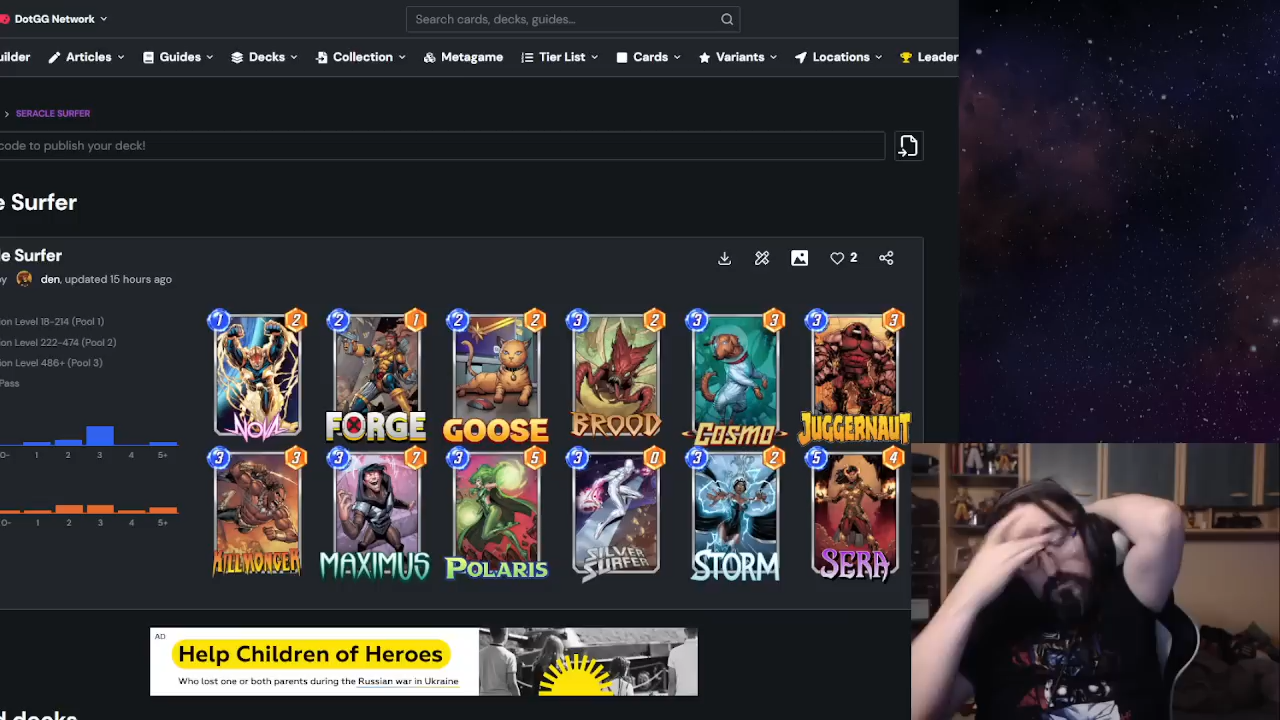 DotGG Network
Search cards, decks, guides...
uilder Articles Guides Decks Collection Metagame Tier List Cards Variants Locations Leader
> SERACLE SURFER
code to publish your deck!
e Surfer
le Surfer
by den, updated 15 hours ago
2
ion Level 18-214 (Pool 1)
ion Level 222-474 (Pool 2)
ion Level 486+ (Pool 3)
Pass
0- 1 2 3 4 5+
0- 1 2 3 4 5+
1 2 2 1 2 2 3 2 3 3 3 3
NOVA FORGE GOOSE BROOD COSMO JUGGERNAUT
3 3 3 7 3 5 3 0 3 2 5 4
KILLMONGER MAXIMUS POLARIS SILVER SURFER STORM SERA
AD
Help Children of Heroes
Who lost one or both parents during the Russian war in Ukraine
d decks